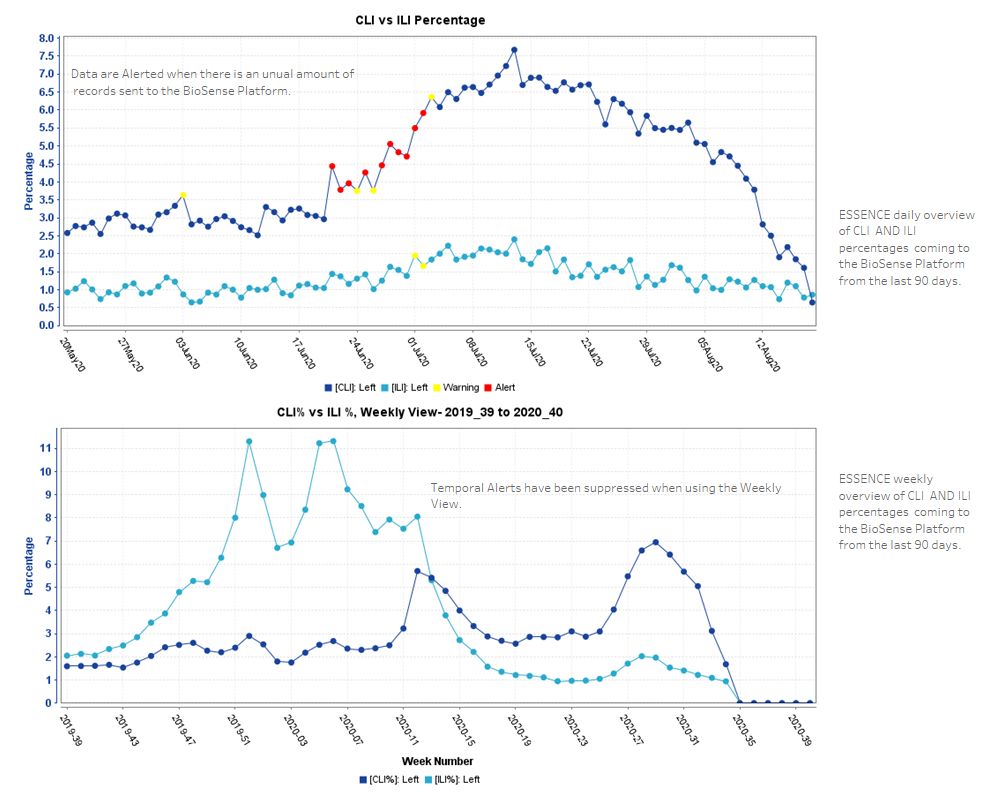 CLI vs ILI Percentage
8.0
7.5
7.0
6.5
6.0
5.5
5.0
4.5
4.0
3.5
3.0
2.5
2.0
1.5
1.0
0.5
0.0
Percentage
Data are Alerted when there is an unual amount of
records sent to the BioSense Platform.
20May20
27May20
03Jun20
10Jun20
17Jun20
24Jun20
01Jul20
08Jul20
15Jul20
22Jul20
29Jul20
05Aug20
12Aug20
[CLI]: Left [ILI]: Left Warning Alert
ESSENCE daily overview
of CLI AND ILI
percentages coming to
the BioSense Platform
from the last 90 days.
CLI% vs ILI %, Weekly View- 2019_39 to 2020_40
11
10
9
8
7
6
5
4
3
2
1
0
Percentage
Temporal Alerts have been suppressed when using the Weekly
View.
2019-39
2019-43
2019-47
2019-51
2020-03
2020-07
2020-11
2020-15
2020-19
2020-23
2020-27
2020-31
2020-35
2020-39
Week Number
[CLI%]: Left [ILI%]: Left
ESSENCE weekly
overview of CLI AND ILI
percentages coming to
the BioSense Platform
from the last 90 days.